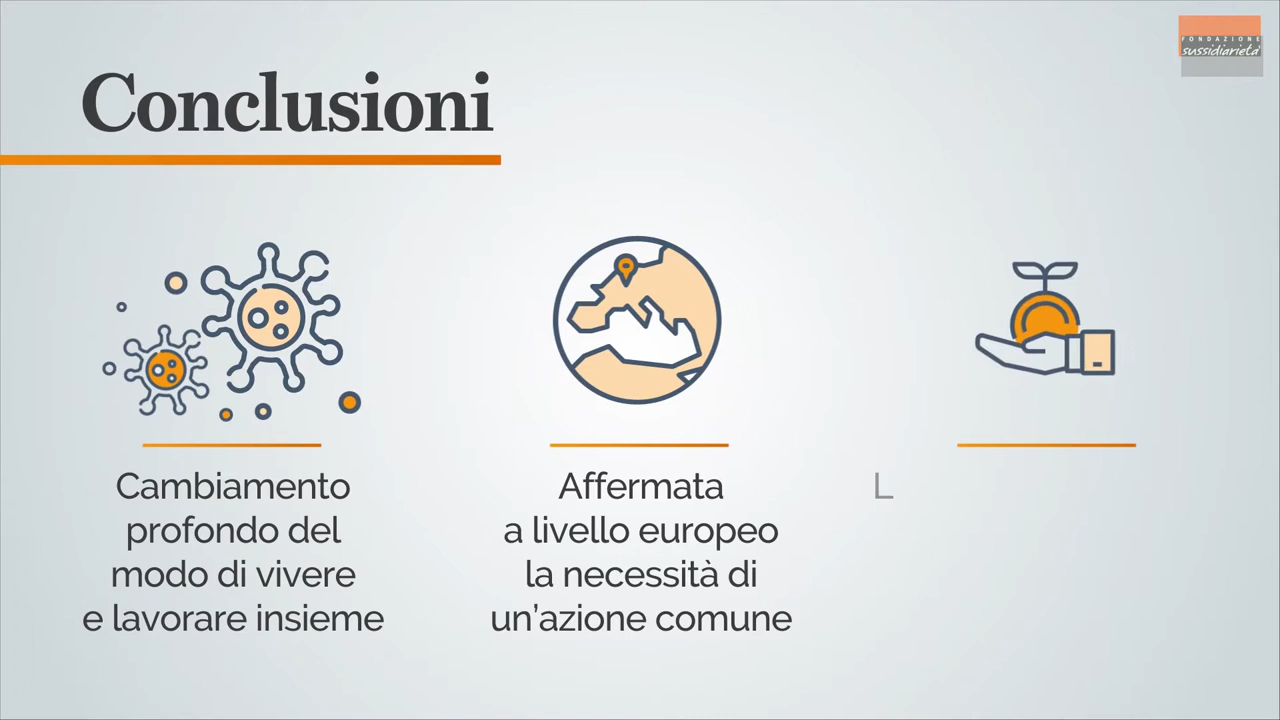 FONDAZIONE
sussidiarietà
Conclusioni
Cambiamento
profondo del
modo di vivere
e lavorare insieme
Affermata
a livello europeo
la necessità di
un’azione comune
L